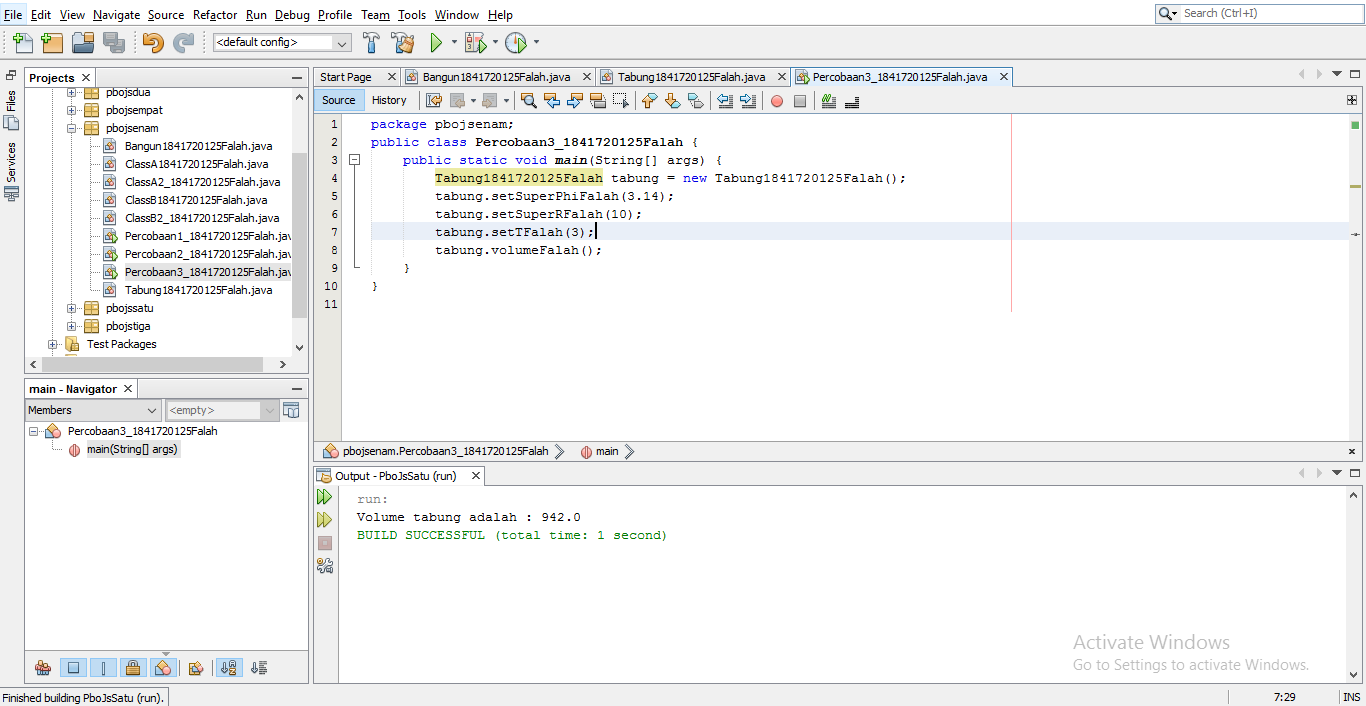 File Edit View Navigate Source Refactor Run Debug Profile Team Tools Window Help
Search (Ctrl+I)
<default config>
Files
Services
Projects
pbojsdua
pbojsempat
pbojsenam
Bangun1841720125Falah.java
ClassA1841720125Falah.java
ClassA2_1841720125Falah.java
ClassB1841720125Falah.java
ClassB2_1841720125Falah.java
Percobaan1_1841720125Falah.jav
Percobaan2_1841720125Falah.jav
Percobaan3_1841720125Falah.jav
Tabung1841720125Falah.java
pbojssatu
pbojstiga
Test Packages
main - Navigator
Members
<empty>
Percobaan3_1841720125Falah
main(String[] args)
Start Page Bangun1841720125Falah.java Tabung1841720125Falah.java Percobaan3_1841720125Falah.java
Source History
1 package pbojsenam;
2 public class Percobaan3_1841720125Falah {
3 public static void main(String[] args) {
4 Tabung1841720125Falah tabung = new Tabung1841720125Falah();
5 tabung.setSuperPhiFalah(3.14);
6 tabung.setSuperRFalah(10);
7 tabung.setTFalah(3);
8 tabung.volumeFalah();
9 }
10 }
11
pbojsenam.Percobaan3_1841720125Falah main
Output - PboJsSatu (run)
run:
Volume tabung adalah : 942.0
BUILD SUCCESSFUL (total time: 1 second)
Activate Windows
Go to Settings to activate Windows.
Finished building PboJsSatu (run).
7:29 INS